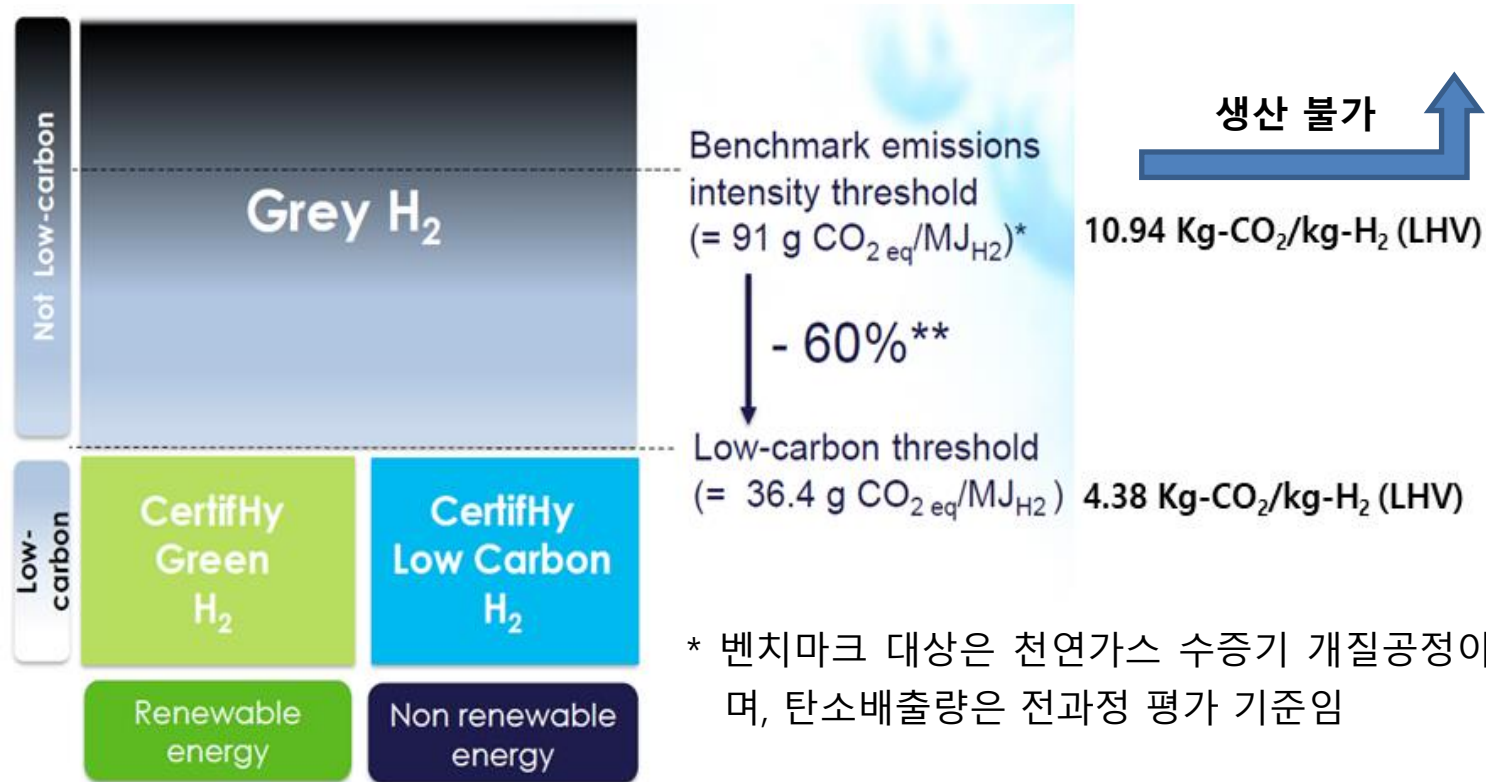 Not Low-carbon
Grey H₂
Benchmark emissions
intensity threshold
(= 91 g CO₂ eq/MJH2)*
생산 불가
10.94 Kg-CO₂/kg-H₂ (LHV)
- 60%**
Low-carbon threshold
(= 36.4 g CO₂ eq/MJH2 )
4.38 Kg-CO₂/kg-H₂ (LHV)
Low-
carbon
CertifHy
Green
H₂
CertifHy
Low Carbon
H₂
Renewable
energy
Non renewable
energy
* 벤치마크 대상은 천연가스 수증기 개질공정이
며, 탄소배출량은 전과정 평가 기준임